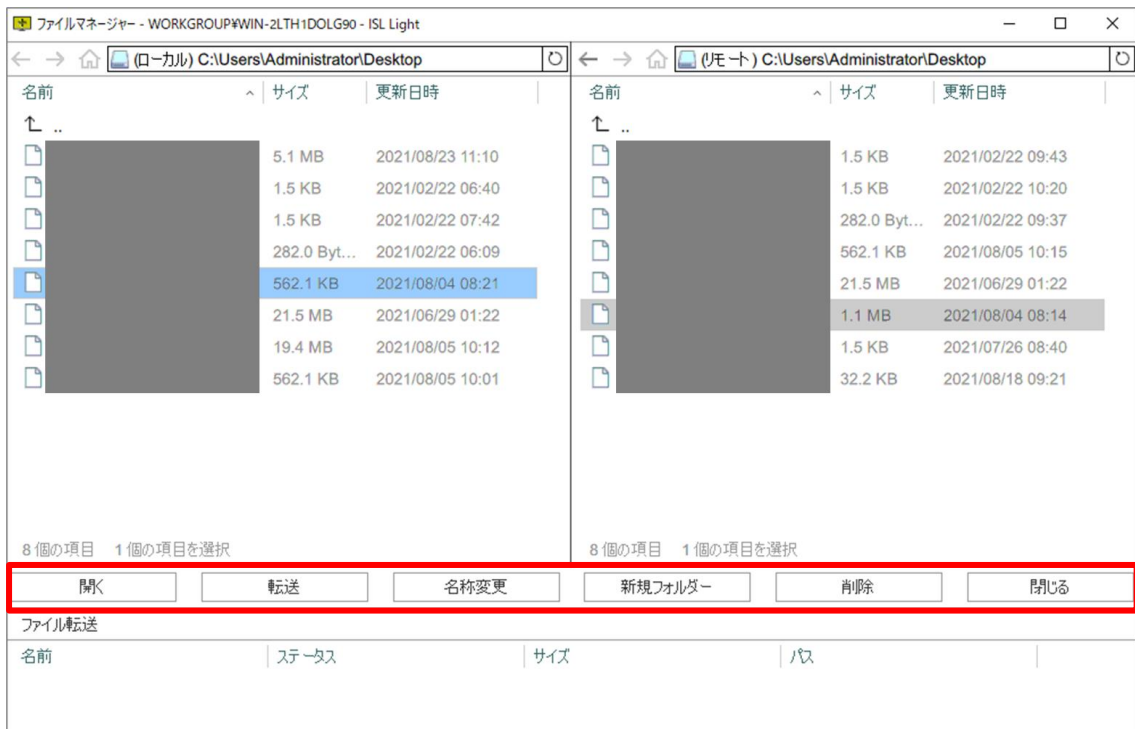 ファイルマネージャー - WORKGROUP¥WIN-2LTH1DOLG90 - ISL Light
(ローカル) C:\Users\Administrator\Desktop
(リモート) C:\Users\Administrator\Desktop
名前 サイズ 更新日時
..
5.1 MB 2021/08/23 11:10
1.5 KB 2021/02/22 06:40
1.5 KB 2021/02/22 07:42
282.0 Byt... 2021/02/22 06:09
562.1 KB 2021/08/04 08:21
21.5 MB 2021/06/29 01:22
19.4 MB 2021/08/05 10:12
562.1 KB 2021/08/05 10:01
8 個の項目 1 個の項目を選択
名前 サイズ 更新日時
..
1.5 KB 2021/02/22 09:43
1.5 KB 2021/02/22 10:20
282.0 Byt... 2021/02/22 09:37
562.1 KB 2021/08/05 10:15
21.5 MB 2021/06/29 01:22
1.1 MB 2021/08/04 08:14
1.5 KB 2021/07/26 08:40
32.2 KB 2021/08/18 09:21
8 個の項目 1 個の項目を選択
開く 転送 名称変更 新規フォルダー 削除 閉じる
ファイル転送
名前 ステータス サイズ パス